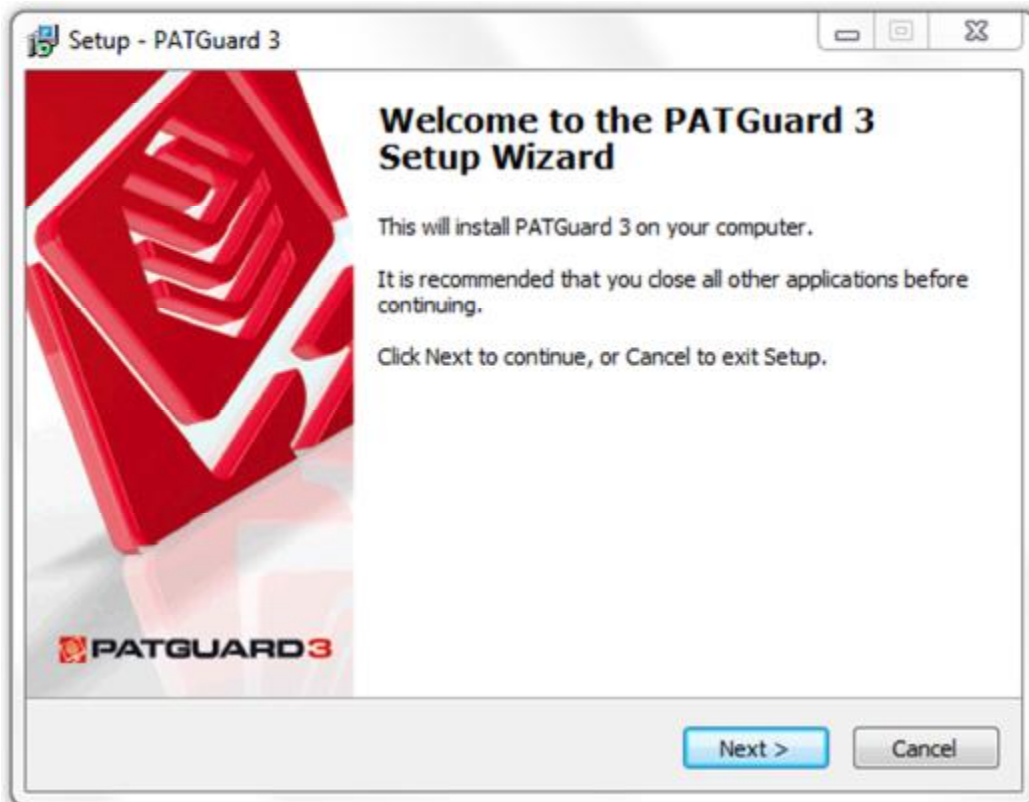 Setup - PATGuard 3
Welcome to the PATGuard 3
Setup Wizard
This will install PATGuard 3 on your computer.
It is recommended that you close all other applications before
continuing.
Click Next to continue, or Cancel to exit Setup.
PATGUARD3
Next >
Cancel